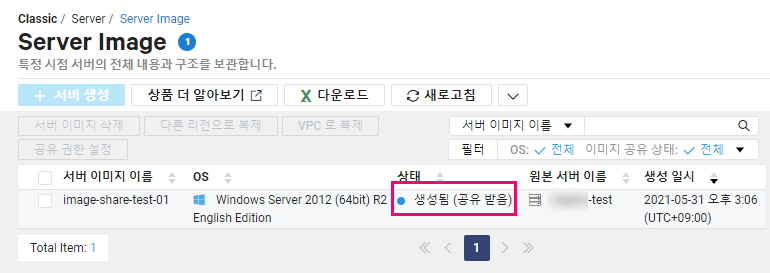 Classic / Server / Server Image
Server Image 1
특정 시점 서버의 전체 내용과 구조를 보관합니다.
+ 서버 생성 상품 더 알아보기 다운로드 새로고침
서버 이미지 삭제 다른 리전으로 복제 VPC 로 복제 서버 이미지 이름
공유 권한 설정 필터 OS: 전체 이미지 공유 상태: 전체
서버 이미지 이름 OS 상태 원본 서버 이름 생성 일시
image-share-test-01 Windows Server 2012 (64bit) R2 생성됨 (공유 받음) -test 2021-05-31 오후 3:06
English Edition (UTC+09:00)
Total Item: 1 1